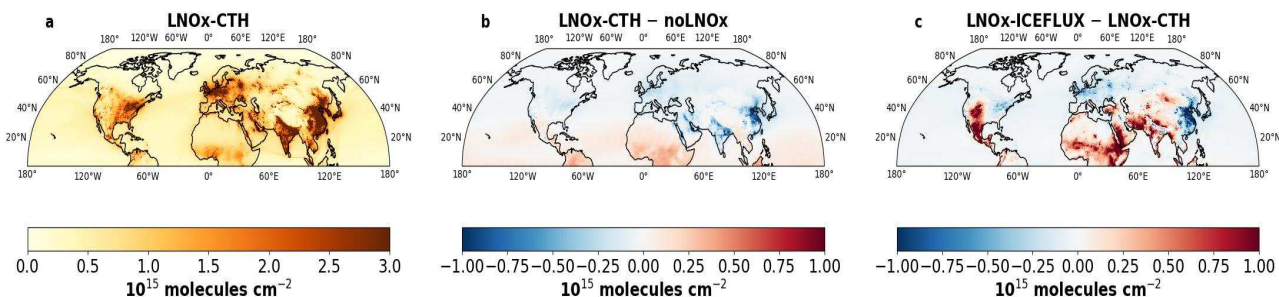 a LNOx-CTH
180° 120°W 60°W 0° 60°E 120°E 180°
80°N 80°N
60°N 60°N
40°N 40°N
20°N 20°N
180° 120°W 60°W 0° 60°E 120°E 180°
0.0 0.5 1.0 1.5 2.0 2.5 3.0
10¹⁵ molecules cm⁻²
b LNOx-CTH − noLNOx
180° 120°W 60°W 0° 60°E 120°E 180°
80°N 80°N
60°N 60°N
40°N 40°N
20°N 20°N
180° 120°W 60°W 0° 60°E 120°E 180°
−1.00 −0.75 −0.50 −0.25 0.00 0.25 0.50 0.75 1.00
10¹⁵ molecules cm⁻²
c LNOx-ICEFLUX − LNOx-CTH
180° 120°W 60°W 0° 60°E 120°E 180°
80°N 80°N
60°N 60°N
40°N 40°N
20°N 20°N
180° 120°W 60°W 0° 60°E 120°E 180°
−1.00 −0.75 −0.50 −0.25 0.00 0.25 0.50 0.75 1.00
10¹⁵ molecules cm⁻²